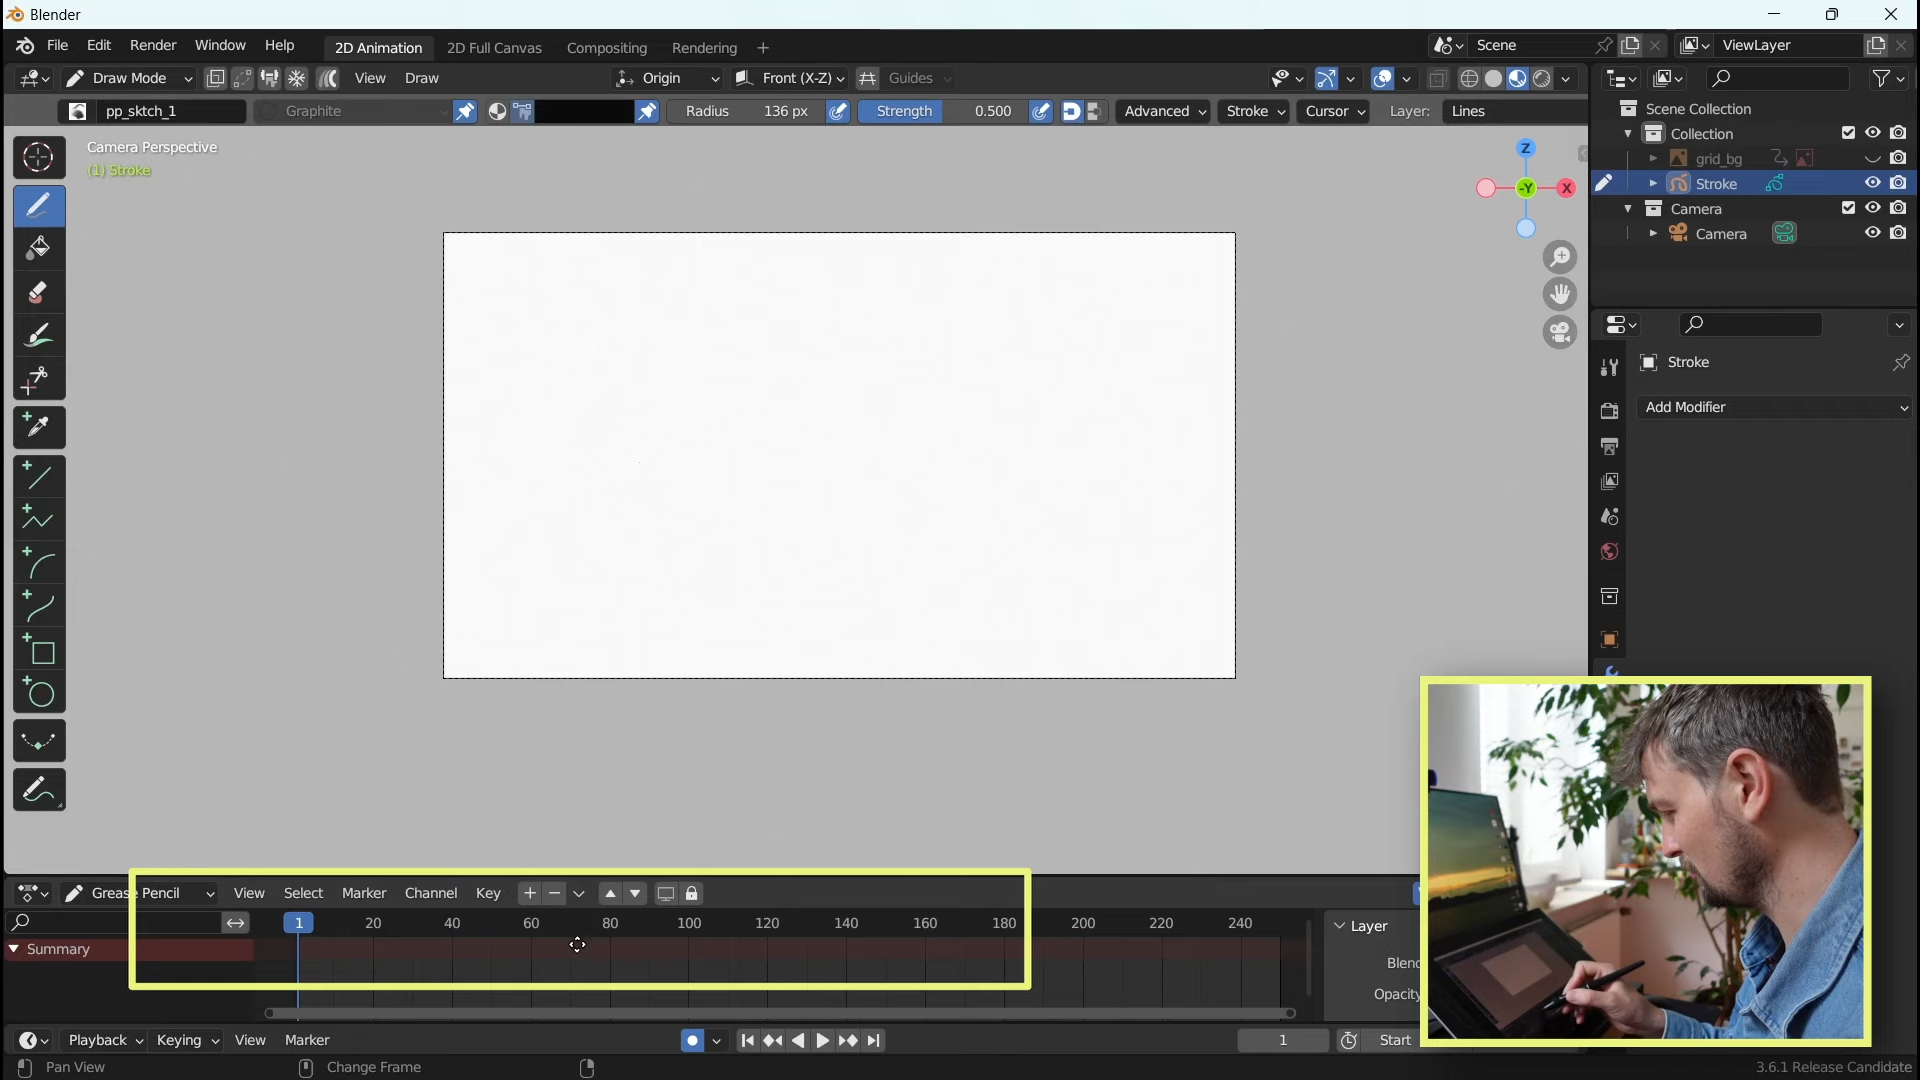 Blender
File Edit Render Window Help 2D Animation 2D Full Canvas Compositing Rendering + Scene ViewLayer
Draw Mode View Draw Origin Front (X-Z) Guides
pp_sktch_1 Graphite Radius 136 px Strength 0.500 Advanced Stroke Cursor Layer: Lines
Camera Perspective
(1) Stroke
Z
-Y X
Scene Collection
Collection
grid_bg
Stroke
Camera
Camera
Stroke
Add Modifier
Grease Pencil View Select Marker Channel Key
1 20 40 60 80 100 120 140 160 180 200 220 240
Summary
Layer
Blend
Opacity
Playback Keying View Marker 1 Start
Pan View Change Frame 3.6.1 Release Candidate